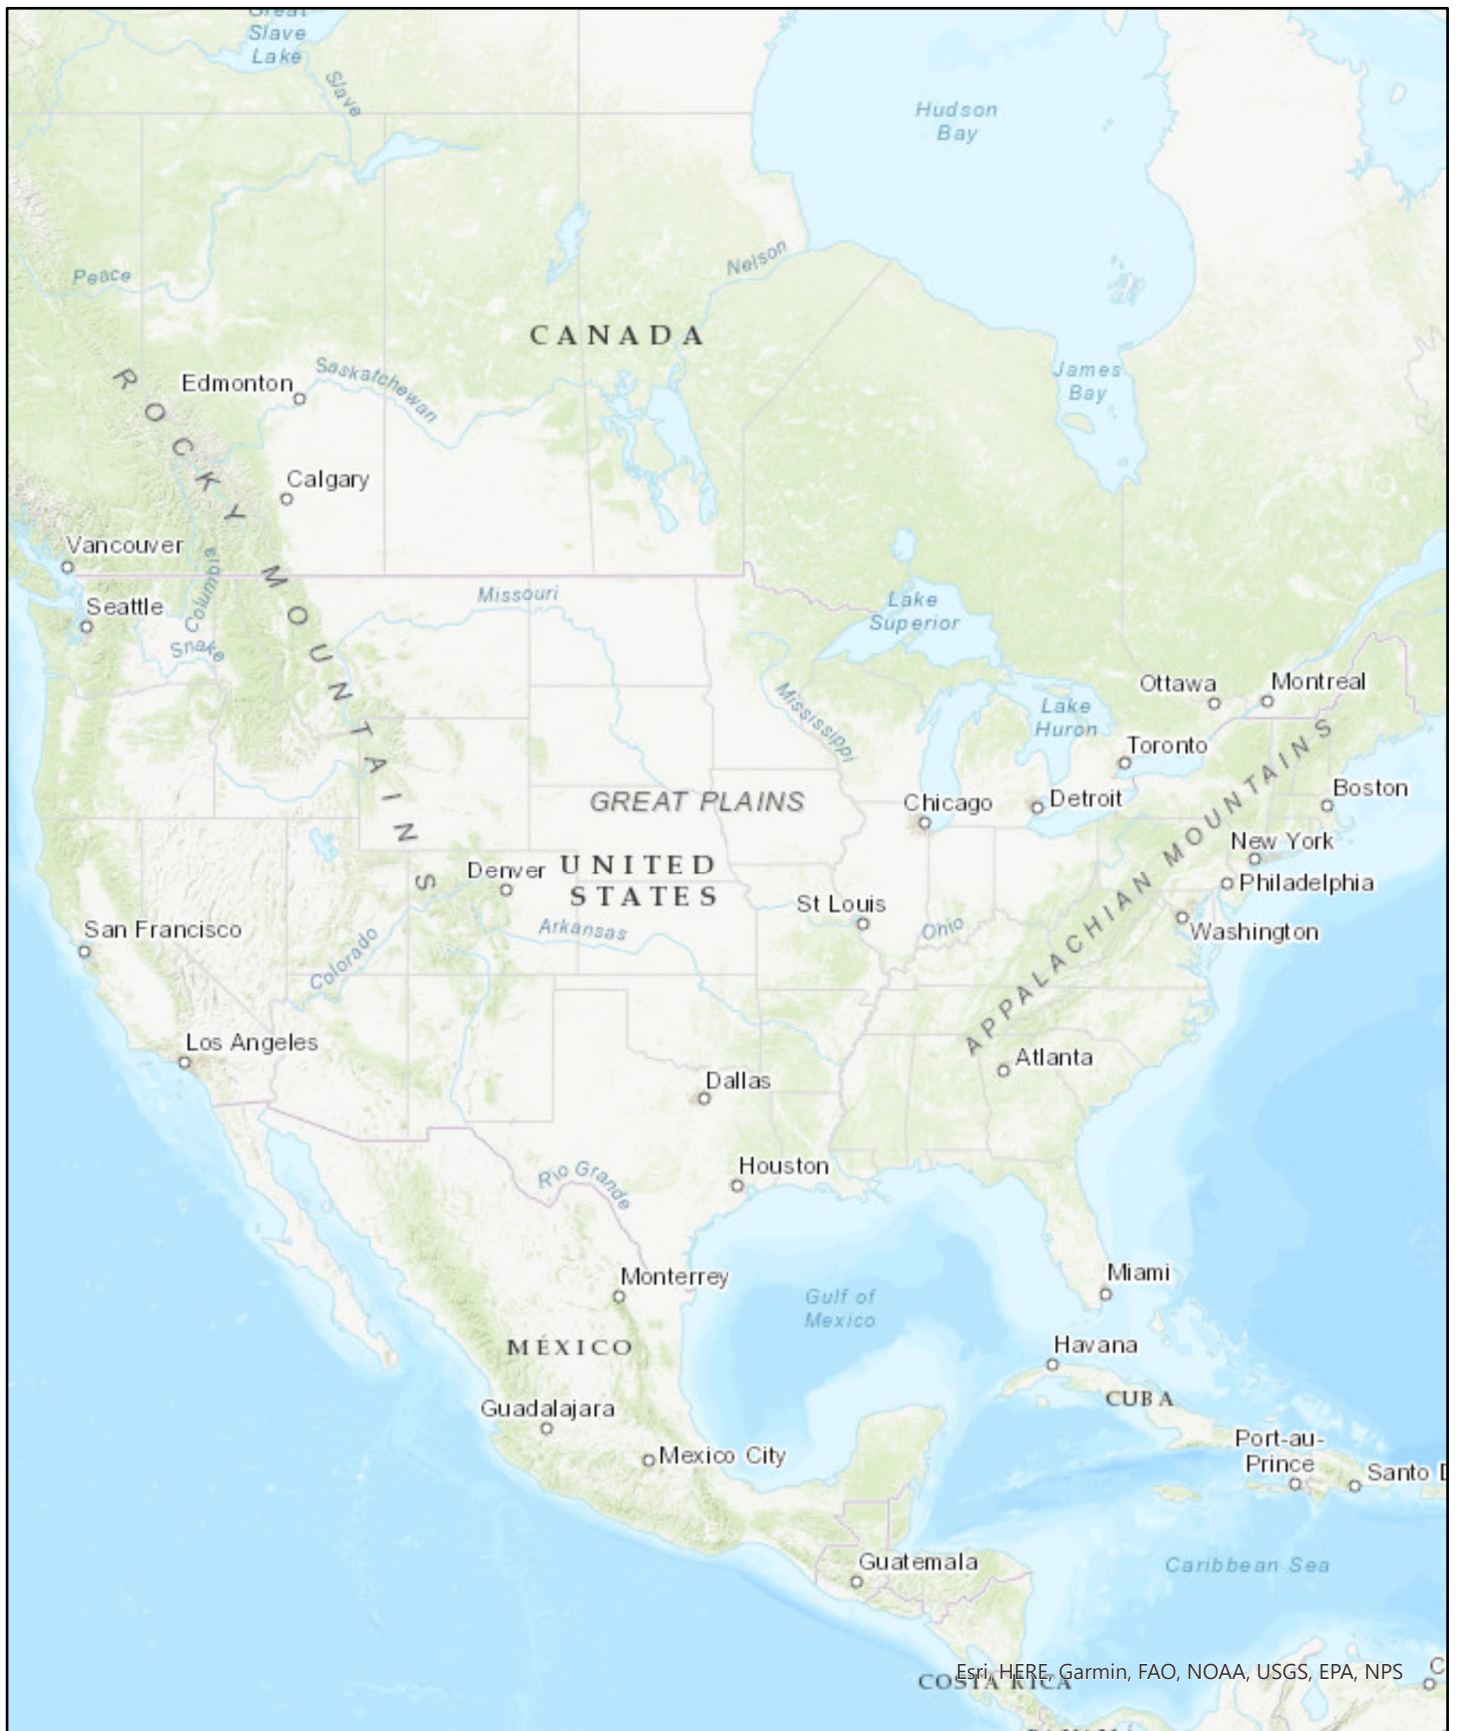 Great
Slave
Lake
Slave
Hudson
Bay
Peace
Nelson
CANADA
ROCKY MOUNTAINS
Edmonton
Saskatchewan
James
Bay
Calgary
Vancouver
Columbia
Seattle
Snake
Missouri
Lake
Superior
Mississippi
Ottawa
Montreal
Lake
Huron
Toronto
GREAT PLAINS
Chicago
Detroit
Boston
APPALACHIAN MOUNTAINS
New York
Denver
UNITED
STATES
Philadelphia
St Louis
Ohio
Washington
San Francisco
Colorado
Arkansas
Los Angeles
Dallas
Atlanta
Houston
Rio Grande
Monterrey
Miami
Gulf of
Mexico
MÉXICO
Havana
CUBA
Guadalajara
Mexico City
Port-au-
Prince
Santo
Guatemala
Caribbean Sea
Esri, HERE, Garmin, FAO, NOAA, USGS, EPA, NPS
COSTA RICA